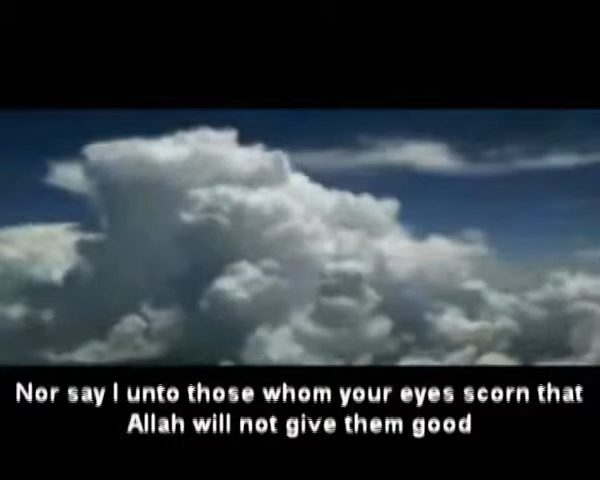 Nor say I unto those whom your eyes scorn that
Allah will not give them good